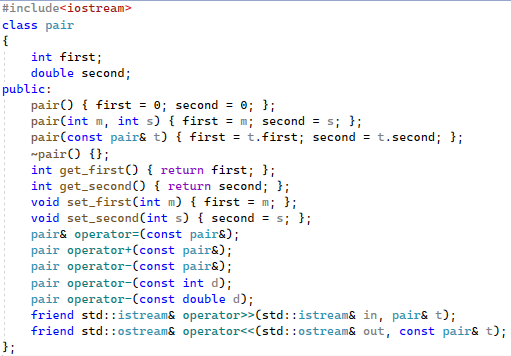 #include<iostream>
class pair
{
    int first;
    double second;
public:
    pair() { first = 0; second = 0; };
    pair(int m, int s) { first = m; second = s; };
    pair(const pair& t) { first = t.first; second = t.second; };
    ~pair() {};
    int get_first() { return first; };
    int get_second() { return second; };
    void set_first(int m) { first = m; };
    void set_second(int s) { second = s; };
    pair& operator=(const pair&);
    pair operator+(const pair&);
    pair operator-(const pair&);
    pair operator-(const int d);
    pair operator-(const double d);
    friend std::istream& operator>>(std::istream& in, pair& t);
    friend std::ostream& operator<<(std::ostream& out, const pair& t);
};